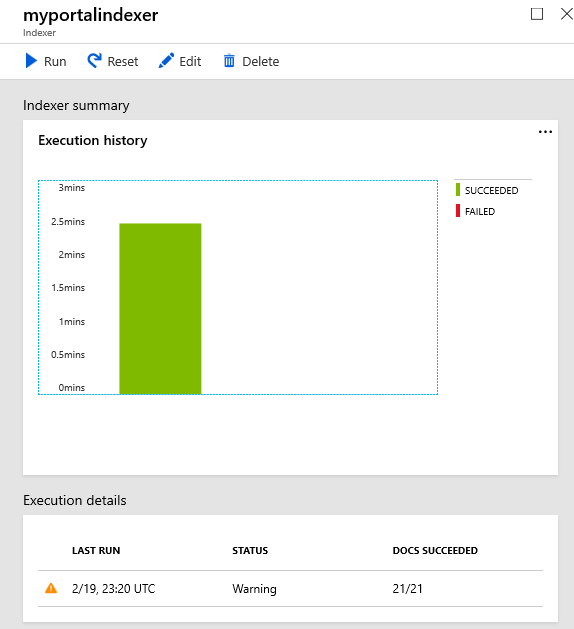 myportalindexer
Indexer
Run Reset Edit Delete
Indexer summary
Execution history
...
3mins
2.5mins
2mins
1.5mins
1mins
0.5mins
0mins
SUCCEEDED
FAILED
Execution details
LAST RUN STATUS DOCS SUCCEEDED
2/19, 23:20 UTC Warning 21/21